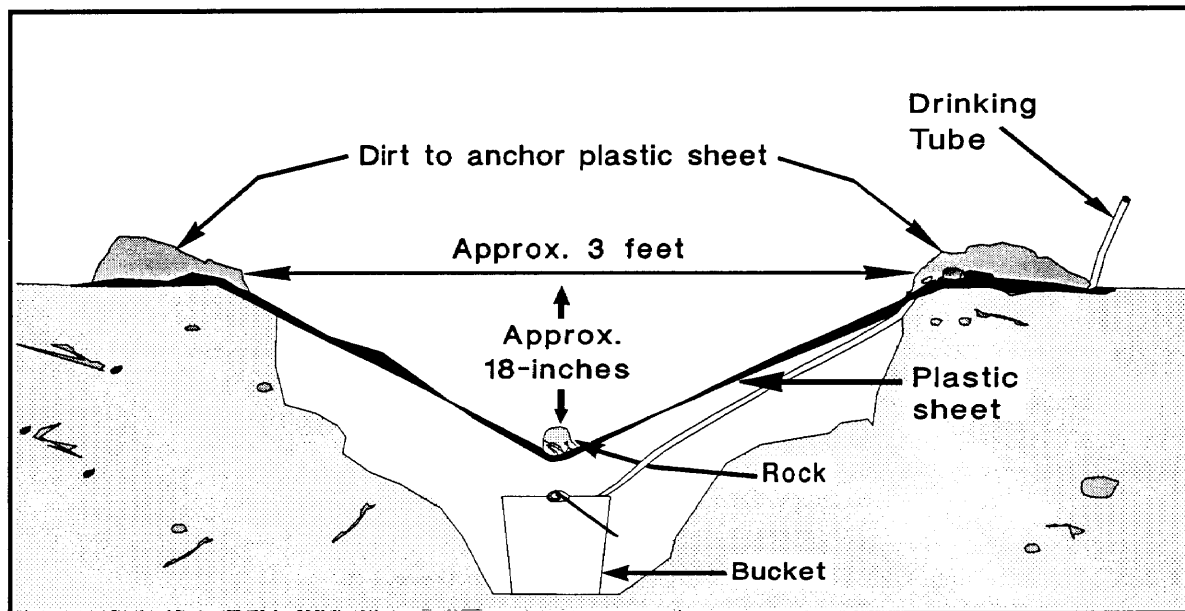 Drinking
Tube
Dirt to anchor plastic sheet
Approx. 3 feet
Approx.
18-inches
Plastic
sheet
Rock
Bucket